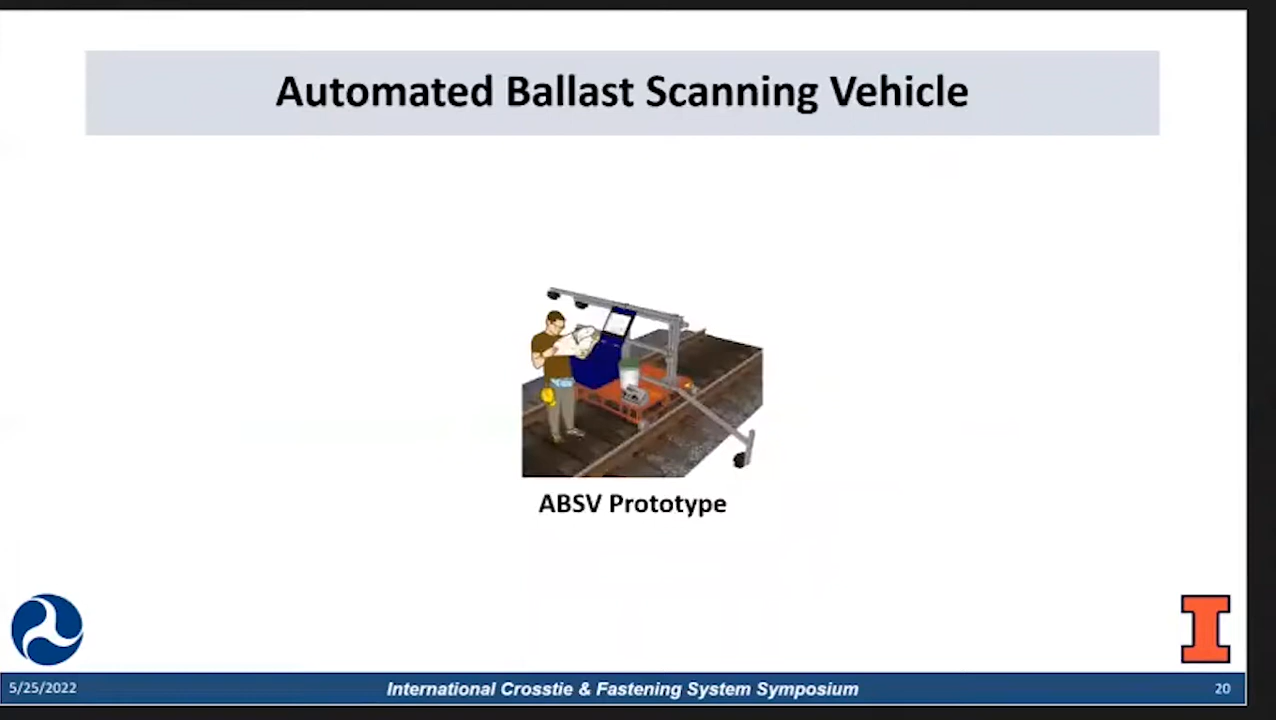 Automated Ballast Scanning Vehicle
ABSV Prototype
I
5/25/2022
International Crosstie & Fastening System Symposium
20